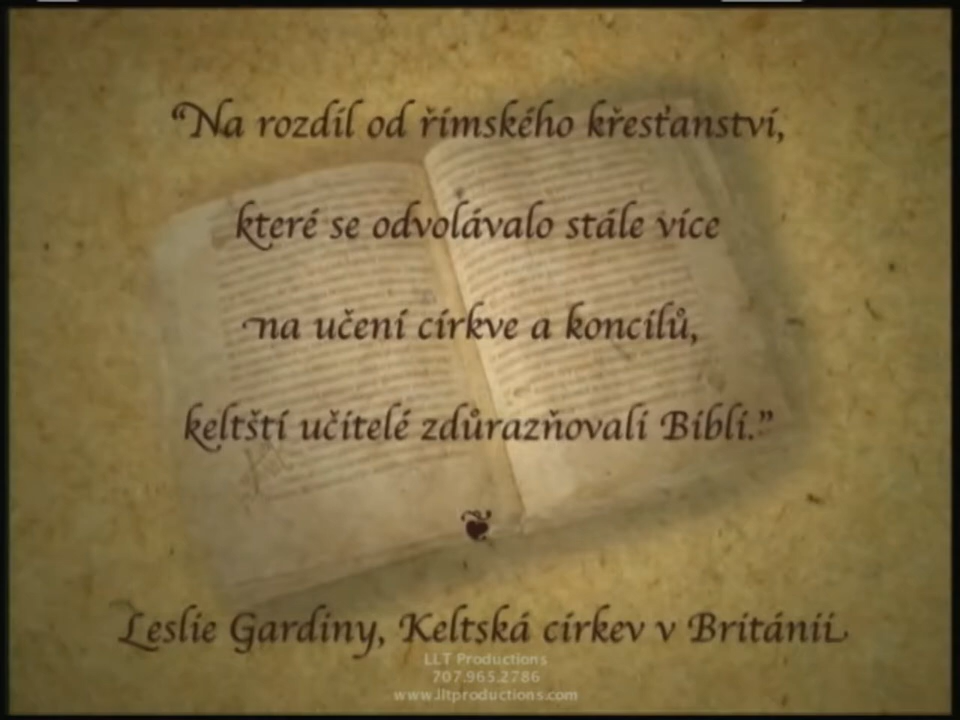 “Na rozdíl od římského křesťanství,
které se odvolávalo stále více
na učení církve a koncilů,
keltští učitelé zdůrazňovali Bibli.”
Leslie Gardiny, Keltská církev v Británii
LLT Productions
707.965.2786
www.lltproductions.com